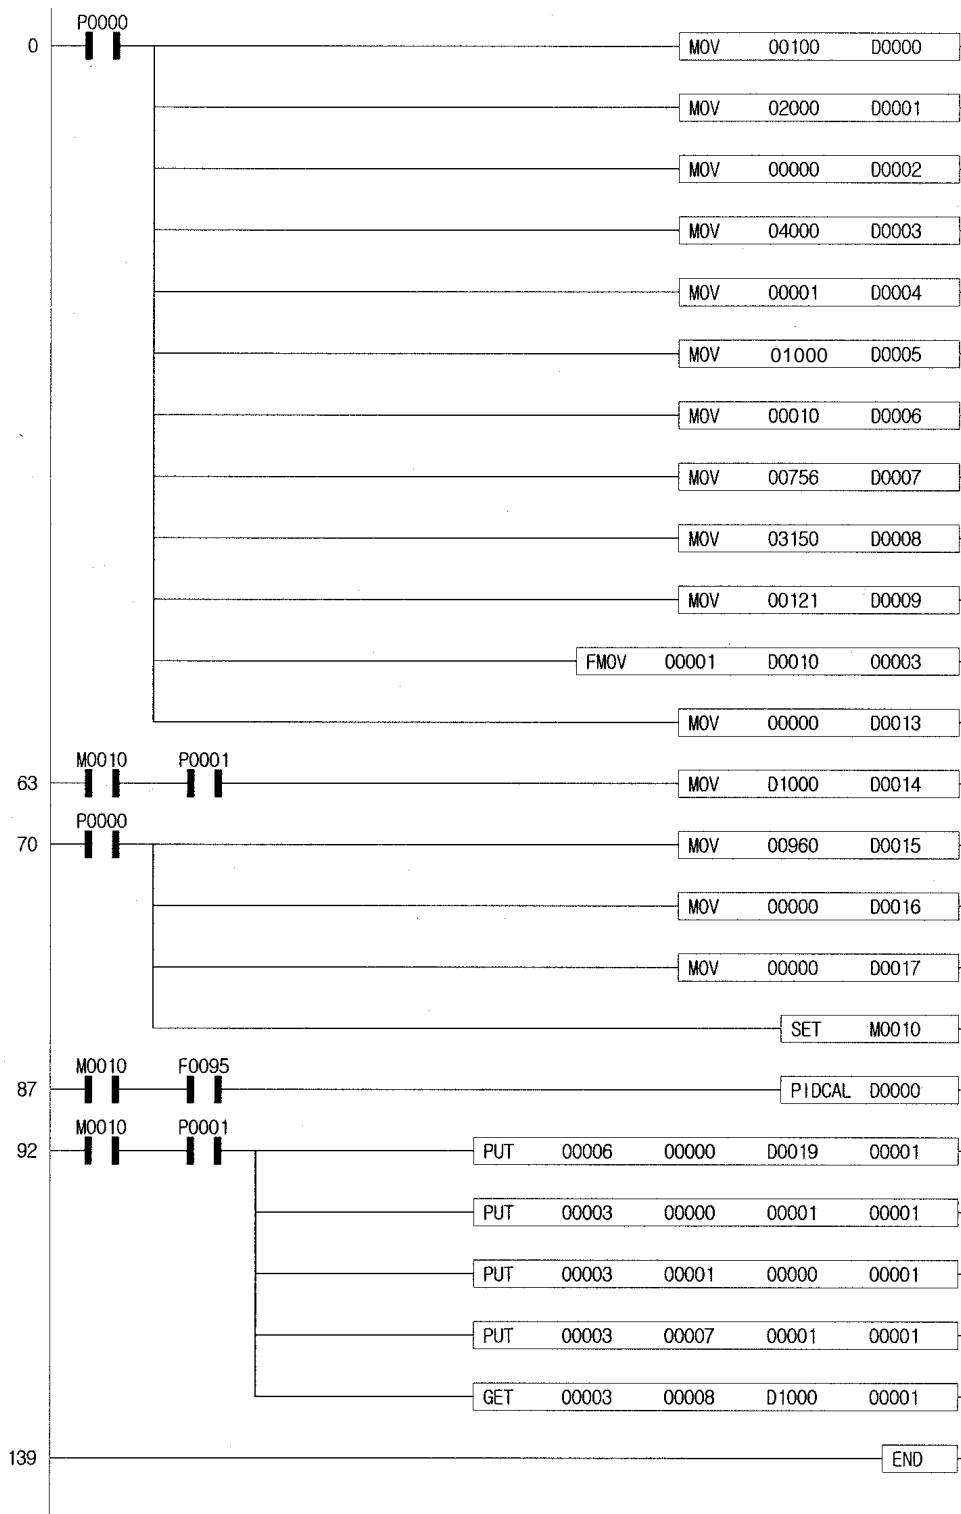 P0000
0 MOV 00100 D0000
MOV 02000 D0001
MOV 00000 D0002
MOV 04000 D0003
MOV 00001 D0004
MOV 01000 D0005
MOV 00010 D0006
MOV 00756 D0007
MOV 03150 D0008
MOV 00121 D0009
FMOV 00001 D0010 00003
MOV 00000 D0013
M0010 P0001
63 MOV D1000 D0014
P0000
70 MOV 00960 D0015
MOV 00000 D0016
MOV 00000 D0017
SET M0010
M0010 F0095
87 PIDCAL D0000
M0010 P0001
92 PUT 00006 00000 D0019 00001
PUT 00003 00000 00001 00001
PUT 00003 00001 00000 00001
PUT 00003 00007 00001 00001
GET 00003 00008 D1000 00001
139 END